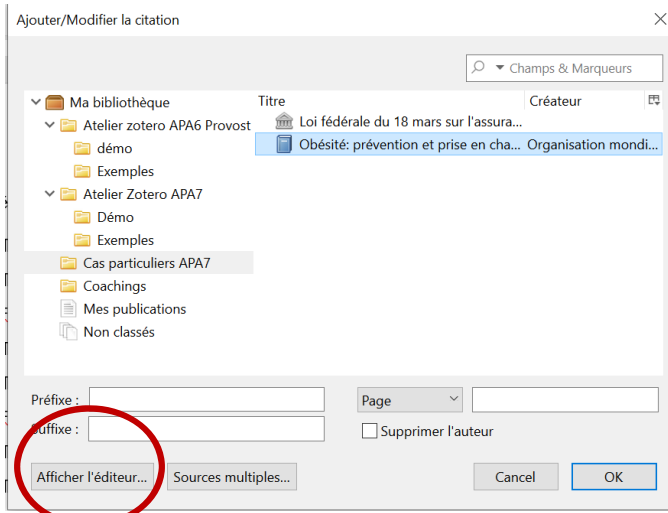 Ajouter/Modifier la citation
Champs & Marqueurs
Ma bibliothèque
Titre Créateur
Atelier zotero APA6 Provost
Loi fédérale du 18 mars sur l'assura...
démo
Obésité: prévention et prise en cha... Organisation mondi...
Exemples
Atelier Zotero APA7
Démo
Exemples
Cas particuliers APA7
Coachings
Mes publications
Non classés
Préfixe :
Page
Suffixe :
Supprimer l'auteur
Afficher l'éditeur... Sources multiples... Cancel OK